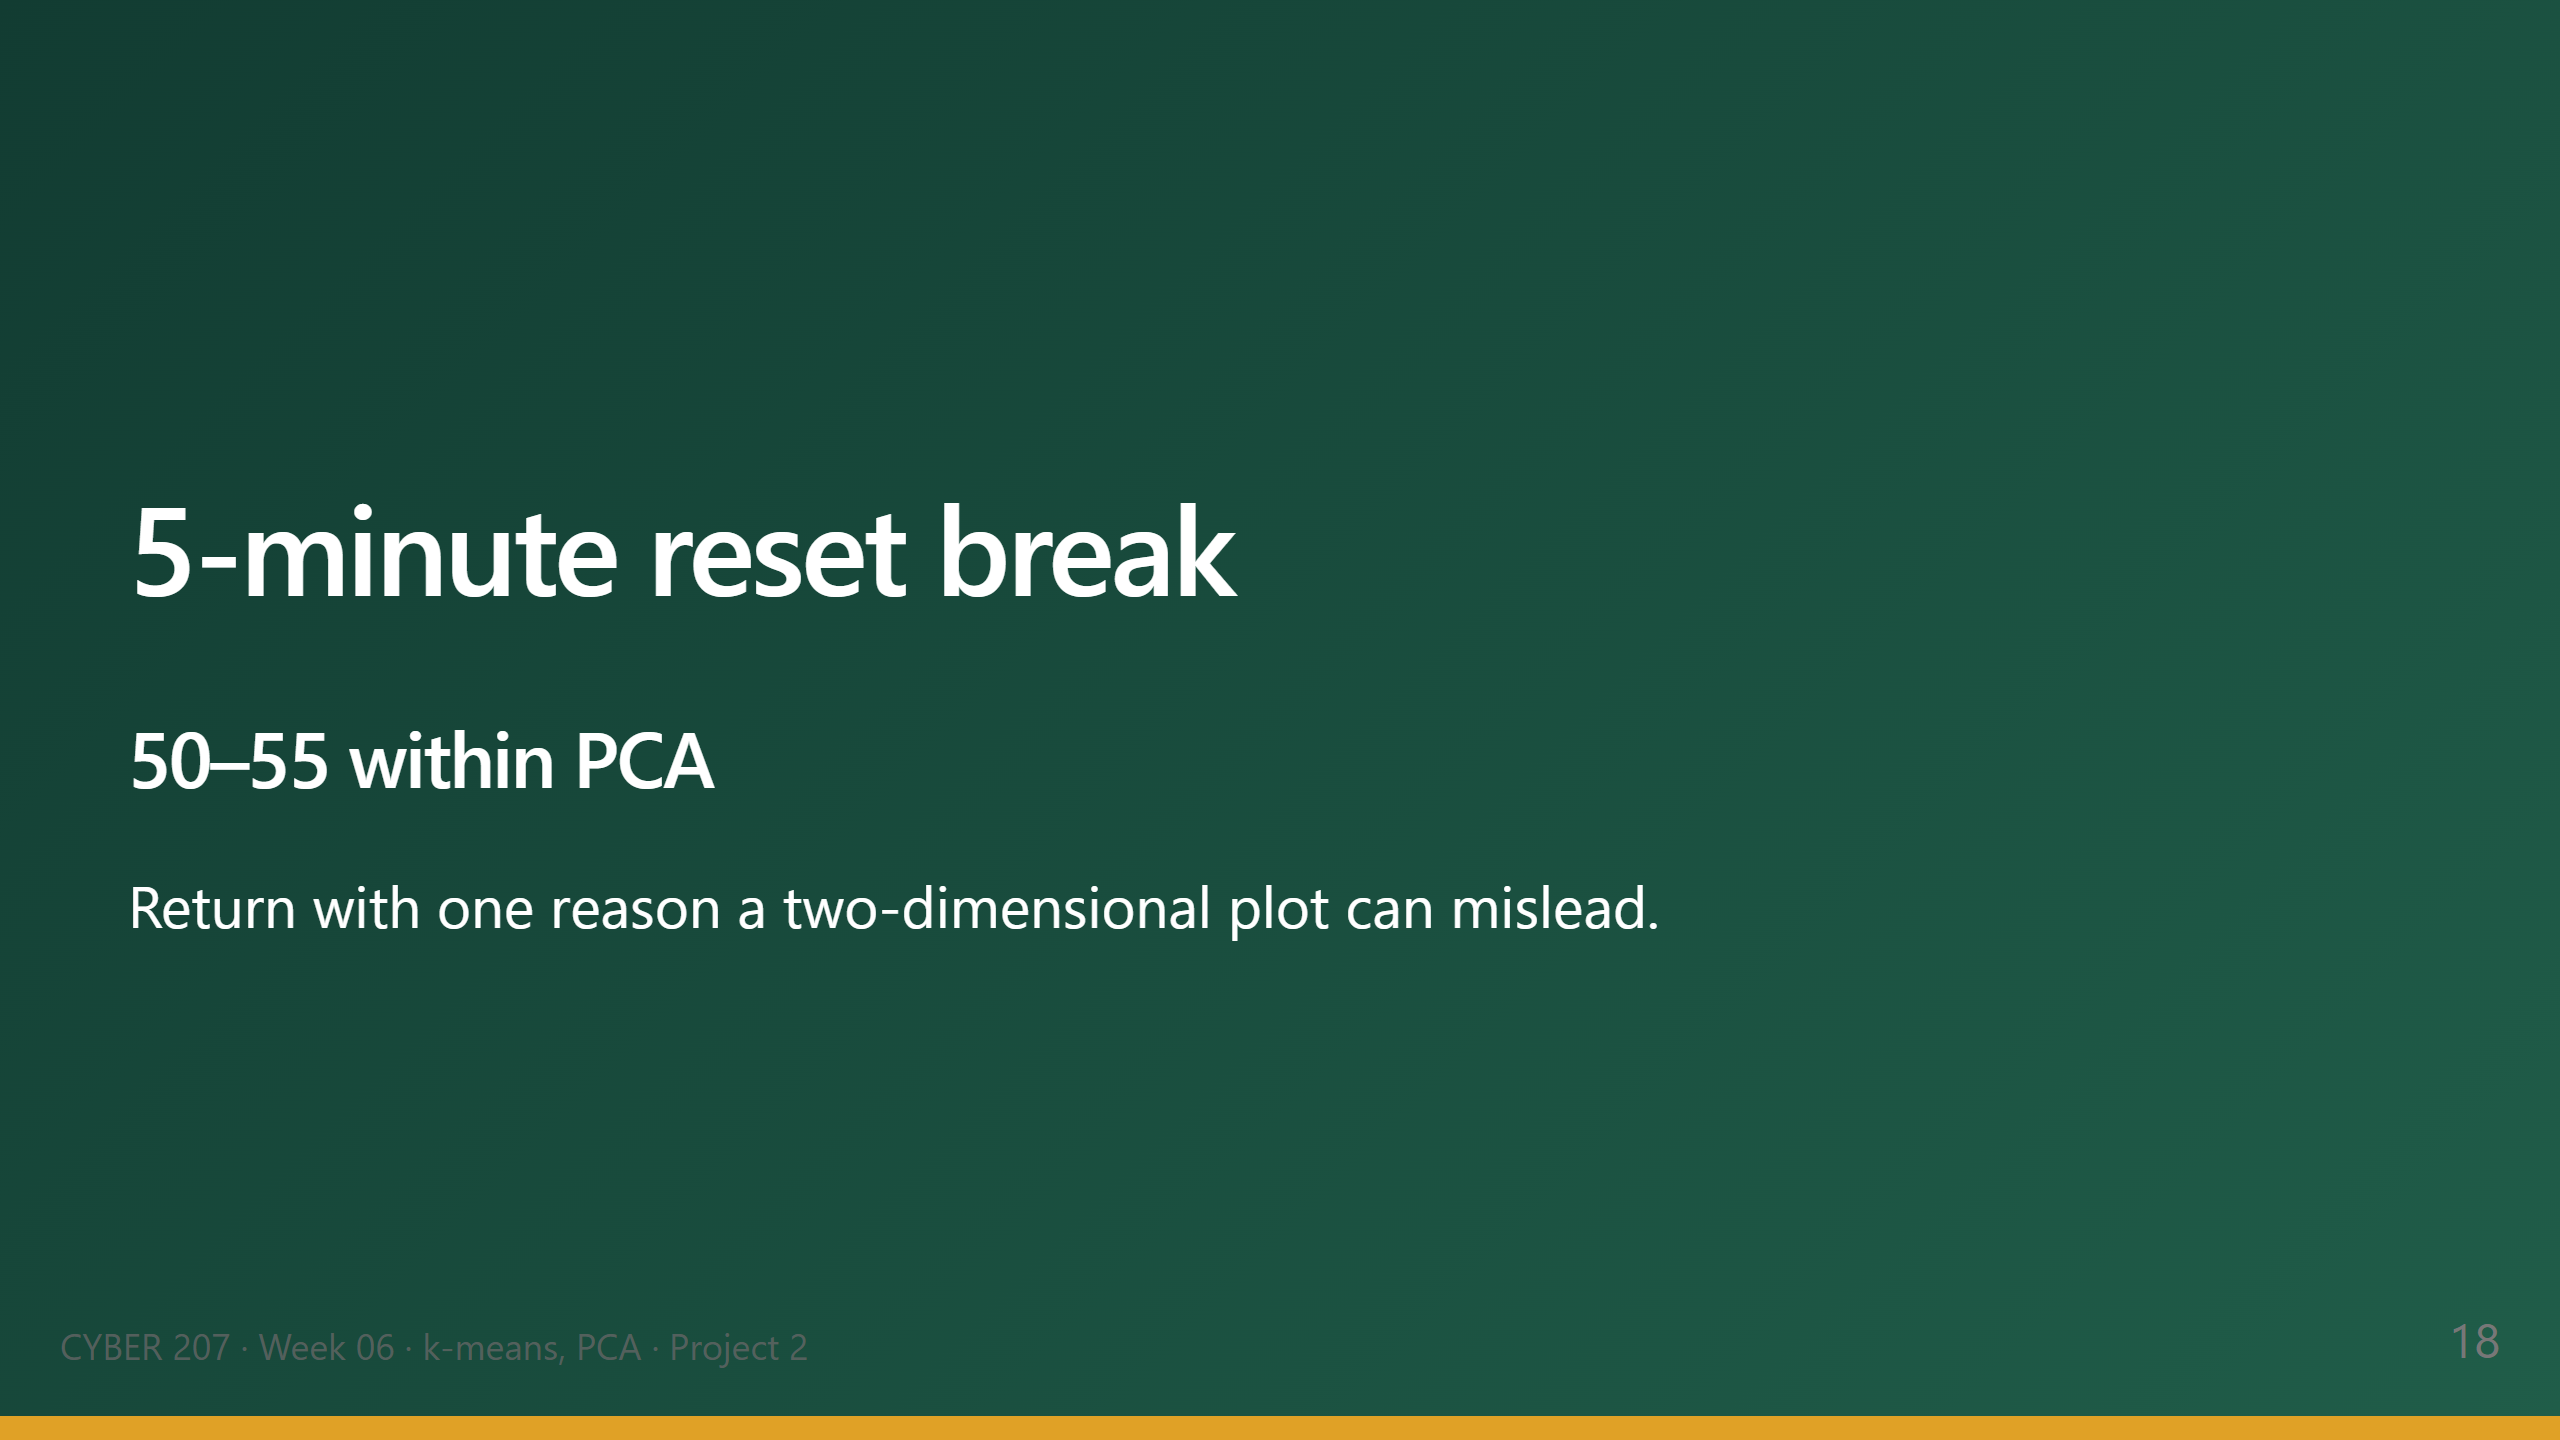 5-minute reset break
50–55 within PCA
Return with one reason a two-dimensional plot can mislead.
CYBER 207 · Week 06 · k-means, PCA · Project 2
18